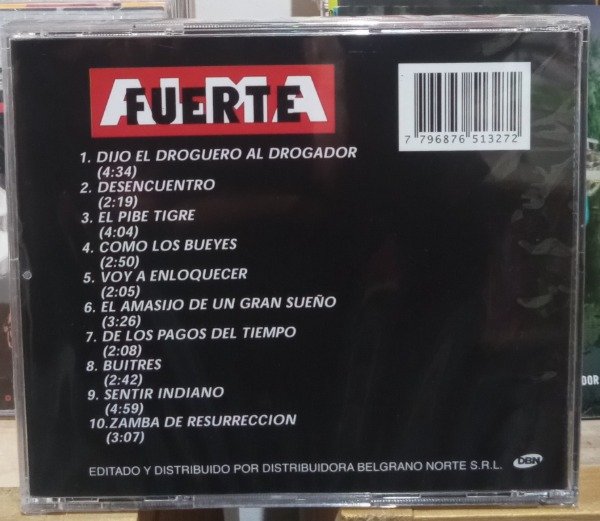 ALMA
FUERTE
7 796876 513272
1. DIJO EL DROGUERO AL DROGADOR
(4:34)
2. DESENCUENTRO
(2:19)
3. EL PIBE TIGRE
(4:04)
4. COMO LOS BUEYES
(2:50)
5. VOY A ENLOQUECER
(2:05)
6. EL AMASIJO DE UN GRAN SUEÑO
(3:26)
7. DE LOS PAGOS DEL TIEMPO
(2:08)
8. BUITRES
(2:42)
9. SENTIR INDIANO
(4:59)
10.ZAMBA DE RESURRECCION
(3:07)
EDITADO Y DISTRIBUIDO POR DISTRIBUIDORA BELGRANO NORTE S.R.L.
DBN
DOR